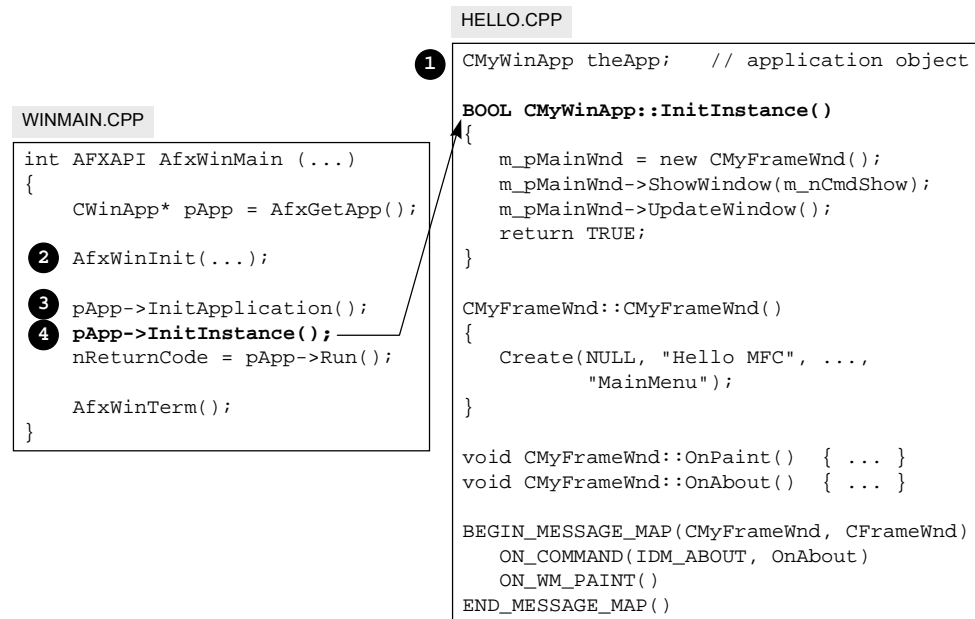 HELLO.CPP
1 CMyWinApp theApp;   // application object
BOOL CMyWinApp::InitInstance()
{
   m_pMainWnd = new CMyFrameWnd();
   m_pMainWnd->ShowWindow(m_nCmdShow);
   m_pMainWnd->UpdateWindow();
   return TRUE;
}
CMyFrameWnd::CMyFrameWnd()
{
   Create(NULL, "Hello MFC", ...,
          "MainMenu");
}
void CMyFrameWnd::OnPaint()  { ... }
void CMyFrameWnd::OnAbout()  { ... }
BEGIN_MESSAGE_MAP(CMyFrameWnd, CFrameWnd)
   ON_COMMAND(IDM_ABOUT, OnAbout)
   ON_WM_PAINT()
END_MESSAGE_MAP()
WINMAIN.CPP
int AFXAPI AfxWinMain (...)
{
    CWinApp* pApp = AfxGetApp();
2   AfxWinInit(...);
3   pApp->InitApplication();
4   pApp->InitInstance();
    nReturnCode = pApp->Run();
    AfxWinTerm();
}